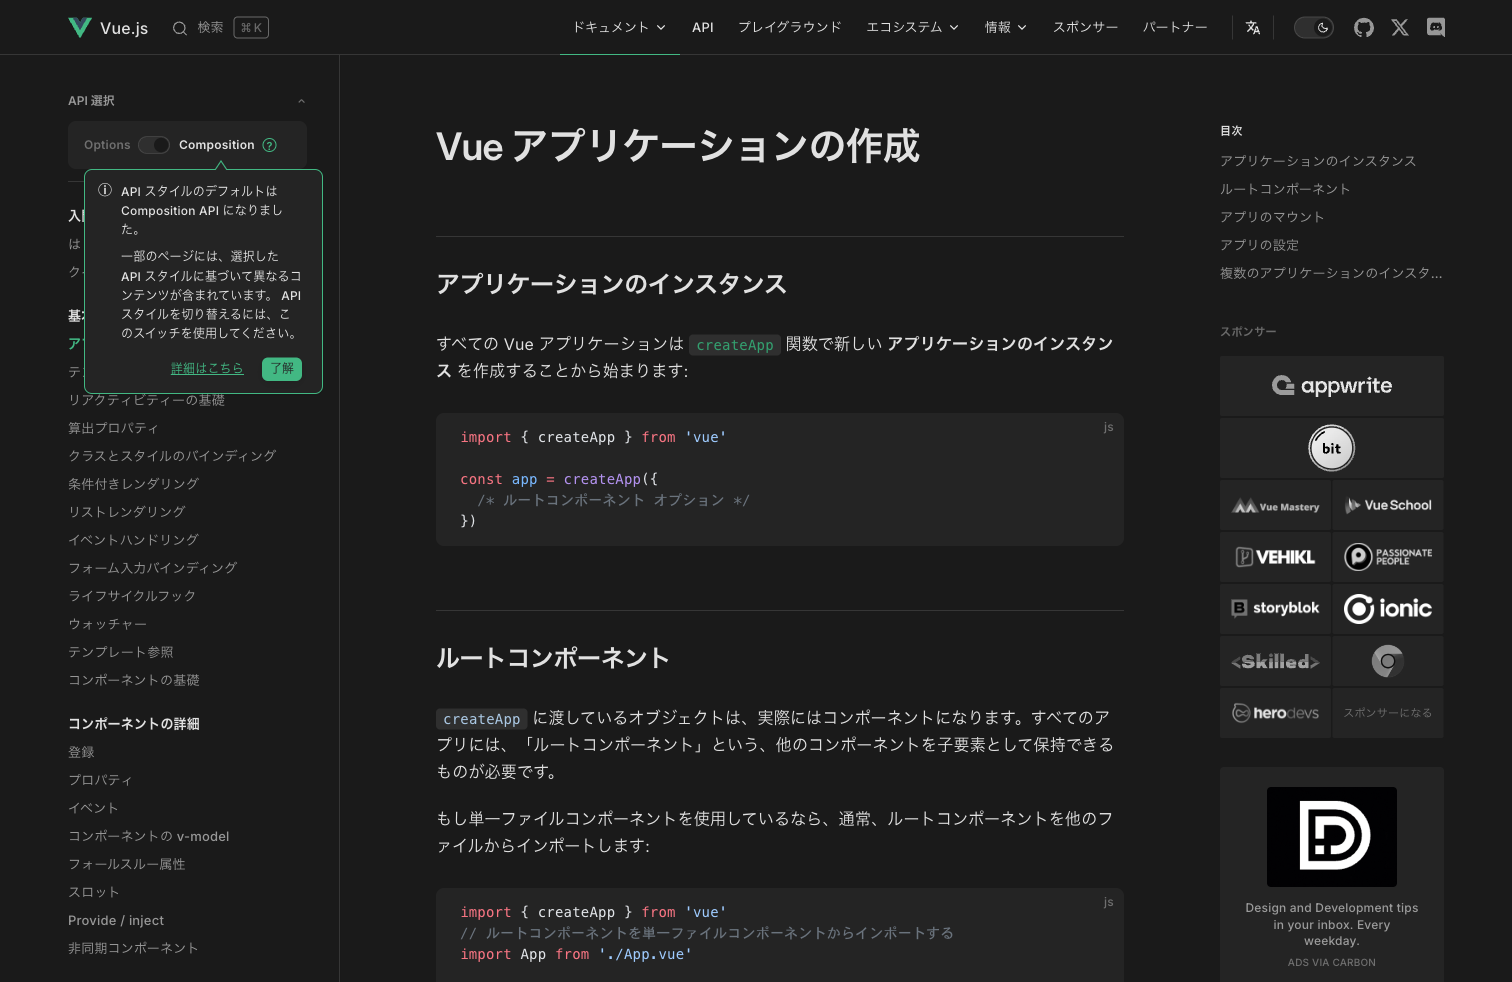 Vue.js
検索
⌘ K
ドキュメント
API
プレイグラウンド
エコシステム
情報
スポンサー
パートナー
API 選択
Options
Composition
?
API スタイルのデフォルトは
Composition API になりまし
た。
一部のページには、選択した
API スタイルに基づいて異なるコ
ンテンツが含まれています。 API
スタイルを切り替えるには、こ
のスイッチを使用してください。
詳細はこちら
了解
リアクティビティーの基礎
算出プロパティ
クラスとスタイルのバインディング
条件付きレンダリング
リストレンダリング
イベントハンドリング
フォーム入力バインディング
ライフサイクルフック
ウォッチャー
テンプレート参照
コンポーネントの基礎
コンポーネントの詳細
登録
プロパティ
イベント
コンポーネントの v-model
フォールスルー属性
スロット
Provide / inject
非同期コンポーネント
Vue アプリケーションの作成
アプリケーションのインスタンス
すべての Vue アプリケーションは createApp 関数で新しい アプリケーションのインスタン
ス を作成することから始まります:
js
import { createApp } from 'vue'
const app = createApp({
/* ルートコンポーネント オプション */
})
ルートコンポーネント
createApp に渡しているオブジェクトは、実際にはコンポーネントになります。すべてのア
プリには、「ルートコンポーネント」という、他のコンポーネントを子要素として保持できる
ものが必要です。
もし単一ファイルコンポーネントを使用しているなら、通常、ルートコンポーネントを他のフ
ァイルからインポートします:
js
import { createApp } from 'vue'
// ルートコンポーネントを単一ファイルコンポーネントからインポートする
import App from './App.vue'
目次
アプリケーションのインスタンス
ルートコンポーネント
アプリのマウント
アプリの設定
複数のアプリケーションのインスタ...
スポンサー
appwrite
bit
Vue Mastery
Vue School
VEHIKL
PASSIONATE
PEOPLE
storyblok
ionic
<Skilled>
herodevs
スポンサーになる
Design and Development tips
in your inbox. Every
weekday.
ADS VIA CARBON